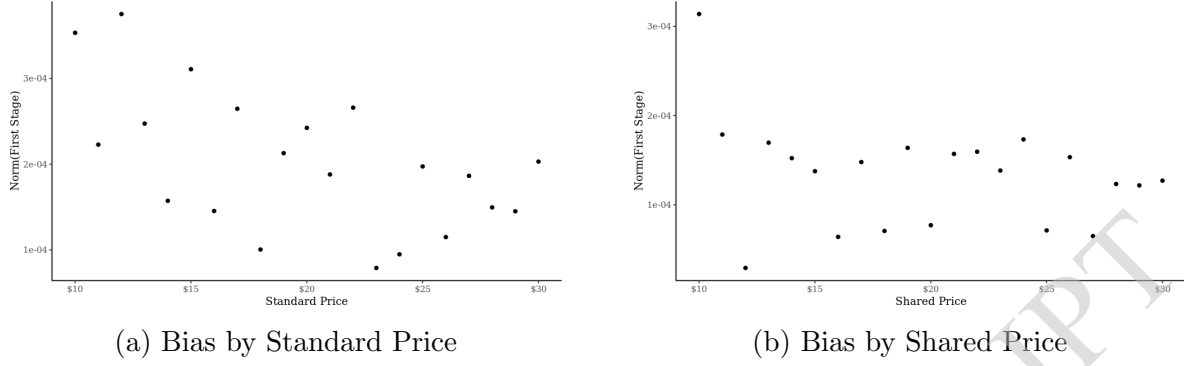 Norm(First Stage)
3e-04
2e-04
1e-04
$10 $15 $20 $25 $30
Standard Price
(a) Bias by Standard Price
Norm(First Stage)
3e-04
2e-04
1e-04
$10 $15 $20 $25 $30
Shared Price
(b) Bias by Shared Price
IPT